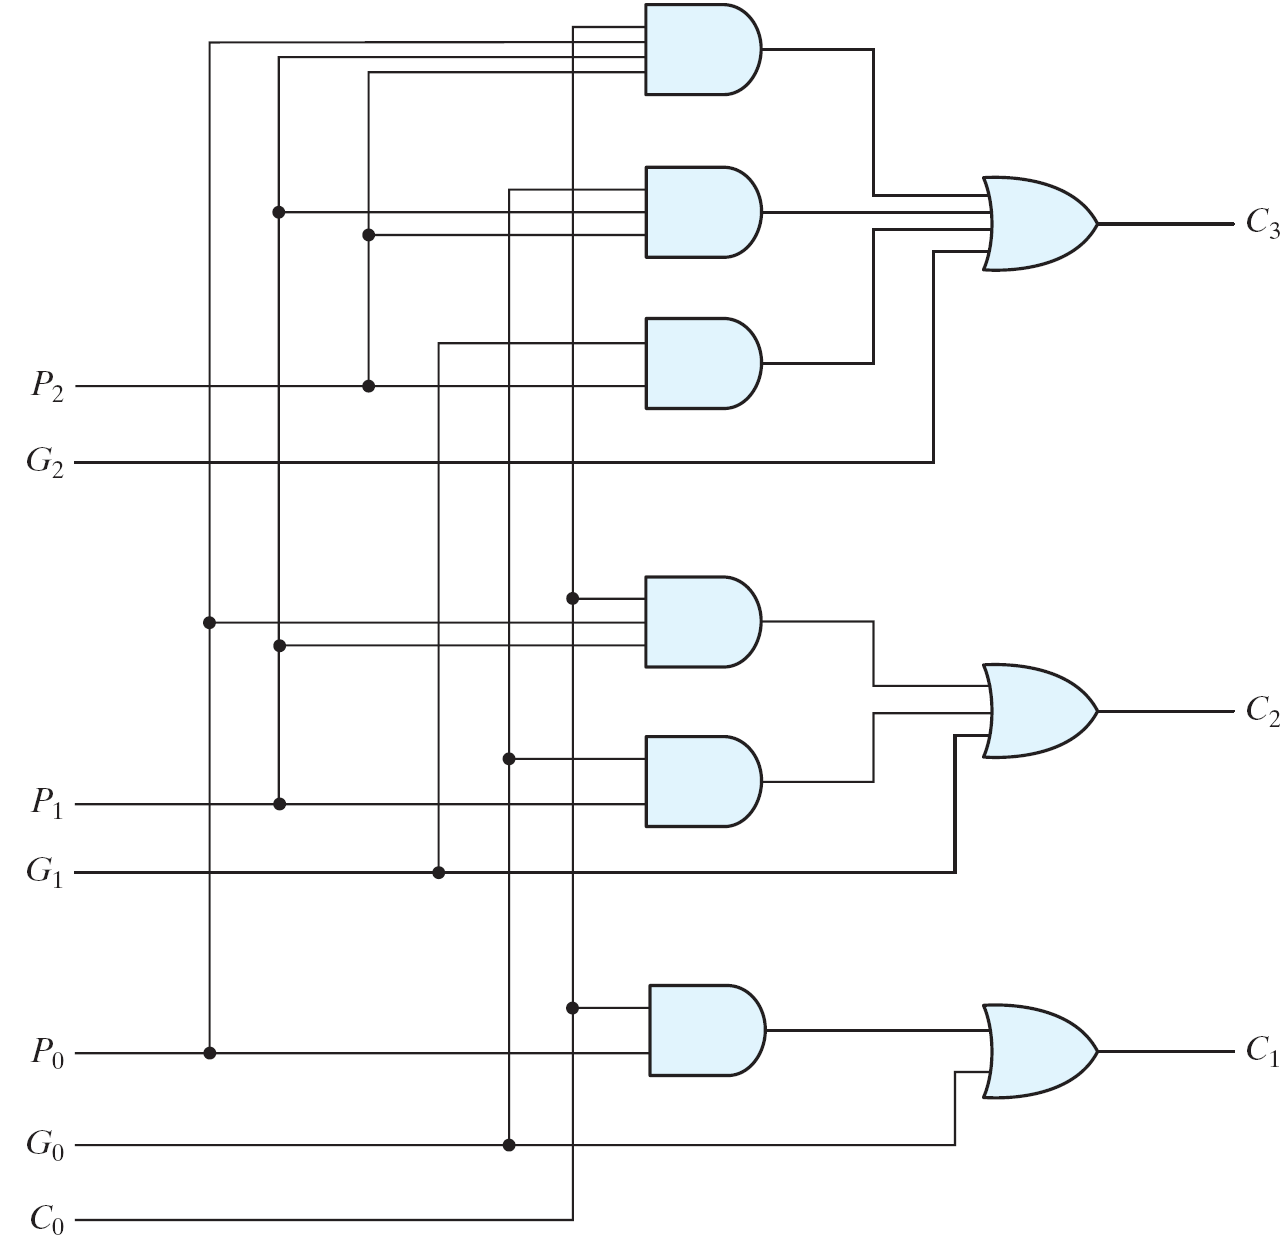 C₃
P₂
G₂
C₂
P₁
G₁
P₀
C₁
G₀
C₀